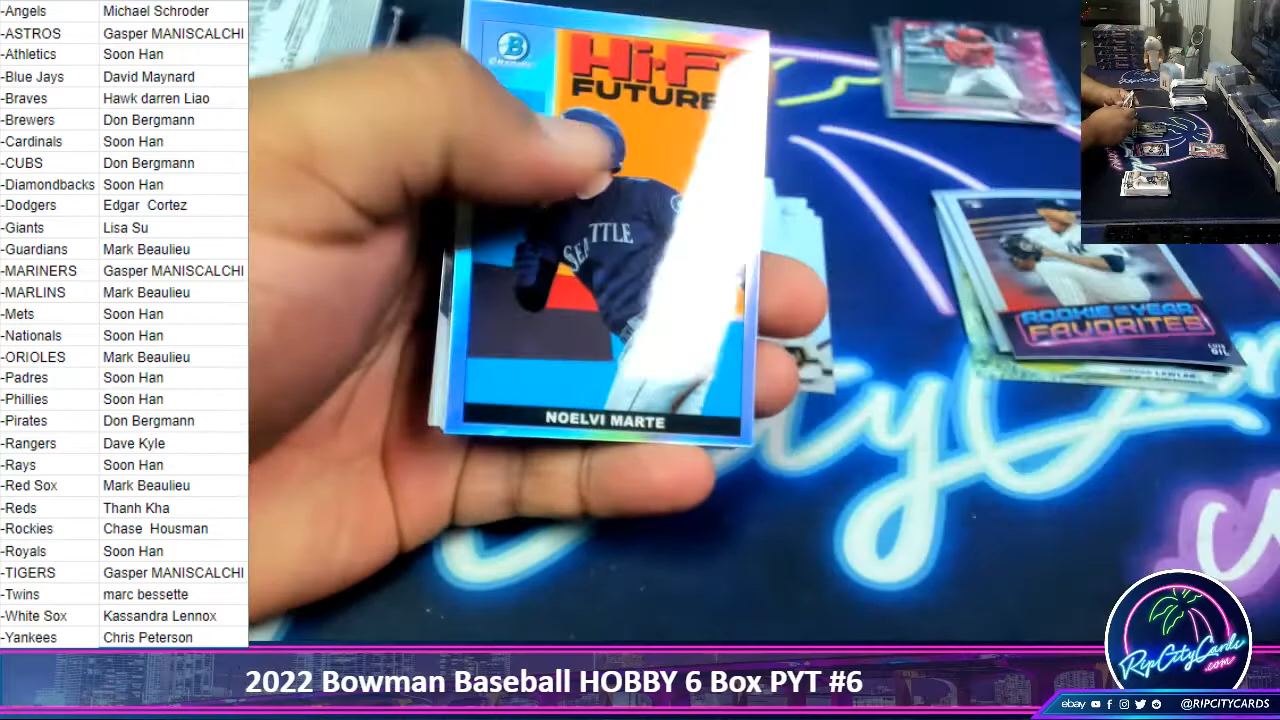 -Angels Michael Schroder
-ASTROS Gasper MANISCALCHI
-Athletics Soon Han
-Blue Jays David Maynard
-Braves Hawk darren Liao
-Brewers Don Bergmann
-Cardinals Soon Han
-CUBS Don Bergmann
-Diamondbacks Soon Han
-Dodgers Edgar Cortez
-Giants Lisa Su
-Guardians Mark Beaulieu
-MARINERS Gasper MANISCALCHI
-MARLINS Mark Beaulieu
-Mets Soon Han
-Nationals Soon Han
-ORIOLES Mark Beaulieu
-Padres Soon Han
-Phillies Soon Han
-Pirates Don Bergmann
-Rangers Dave Kyle
-Rays Soon Han
-Red Sox Mark Beaulieu
-Reds Thanh Kha
-Rockies Chase Housman
-Royals Soon Han
-TIGERS Gasper MANISCALCHI
-Twins marc bessette
-White Sox Kassandra Lennox
-Yankees Chris Peterson
B
Hi-F
FUTURE
SEATTLE
NOELVI MARTE
ROOKIE OF THE YEAR
FAVORITES
LUIS GIL
RipCityCards
.com
2022 Bowman Baseball HOBBY 6 Box PYT #6
ebay @RIPCITYCARDS